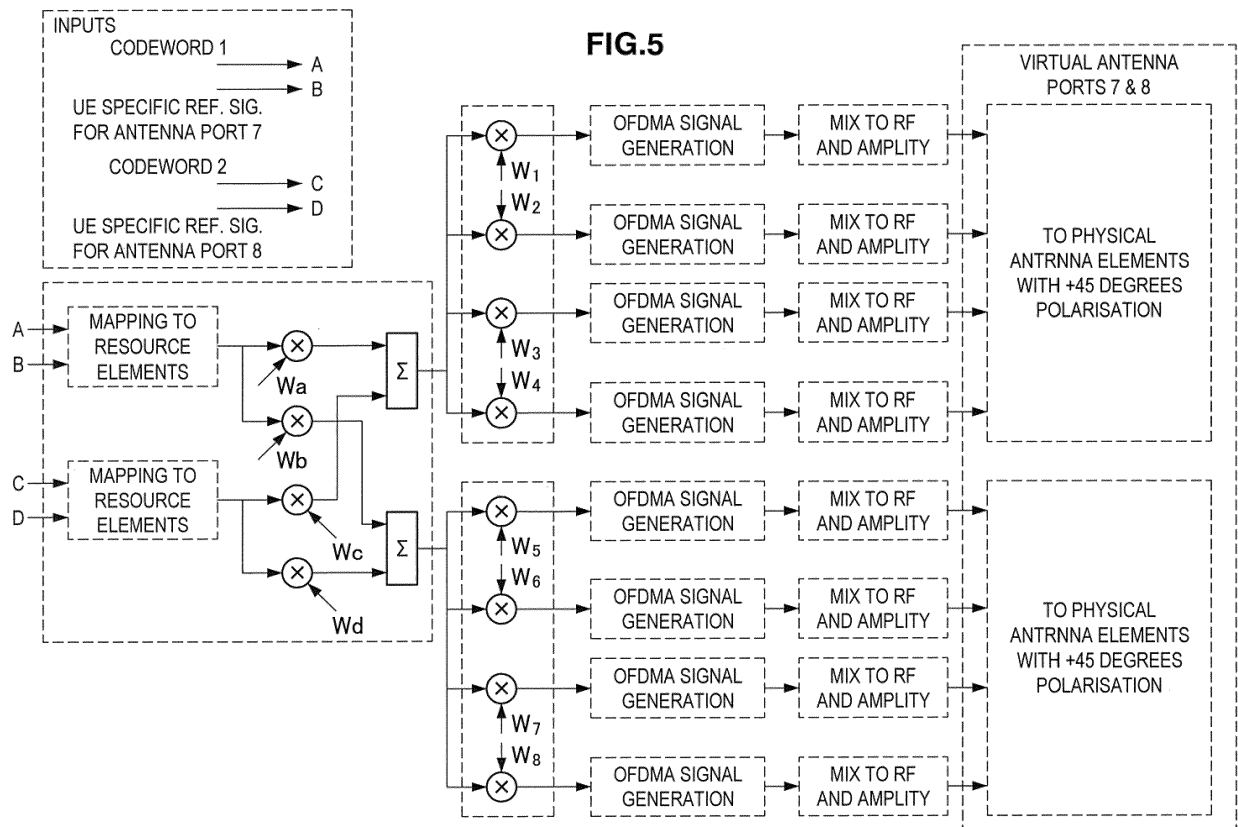 FIG.5
INPUTS
CODEWORD 1
A
B
UE SPECIFIC REF. SIG.
FOR ANTENNA PORT 7
CODEWORD 2
C
D
UE SPECIFIC REF. SIG.
FOR ANTENNA PORT 8
A
B
MAPPING TO
RESOURCE
ELEMENTS
Wa
Wb
C
D
MAPPING TO
RESOURCE
ELEMENTS
Wc
Wd
Σ
Σ
W1
W2
W3
W4
W5
W6
W7
W8
OFDMA SIGNAL
GENERATION
MIX TO RF
AND AMPLITY
OFDMA SIGNAL
GENERATION
MIX TO RF
AND AMPLITY
OFDMA SIGNAL
GENERATION
MIX TO RF
AND AMPLITY
OFDMA SIGNAL
GENERATION
MIX TO RF
AND AMPLITY
OFDMA SIGNAL
GENERATION
MIX TO RF
AND AMPLITY
OFDMA SIGNAL
GENERATION
MIX TO RF
AND AMPLITY
OFDMA SIGNAL
GENERATION
MIX TO RF
AND AMPLITY
OFDMA SIGNAL
GENERATION
MIX TO RF
AND AMPLITY
VIRTUAL ANTENNA
PORTS 7 & 8
TO PHYSICAL
ANTRNNA ELEMENTS
WITH +45 DEGREES
POLARISATION
TO PHYSICAL
ANTRNNA ELEMENTS
WITH +45 DEGREES
POLARISATION